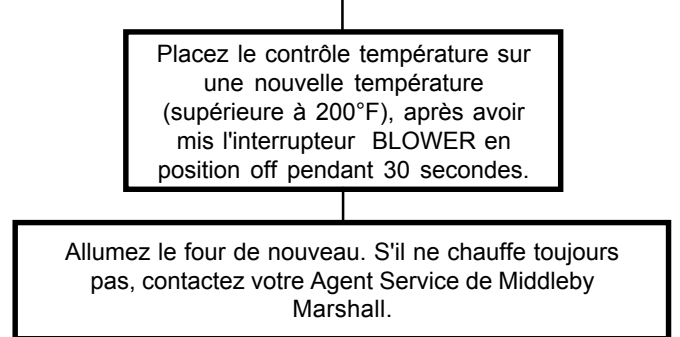 Placez le contrôle température sur
une nouvelle température
(supérieure à 200°F), après avoir
mis l'interrupteur BLOWER en
position off pendant 30 secondes.
Allumez le four de nouveau. S'il ne chauffe toujours
pas, contactez votre Agent Service de Middleby
Marshall.